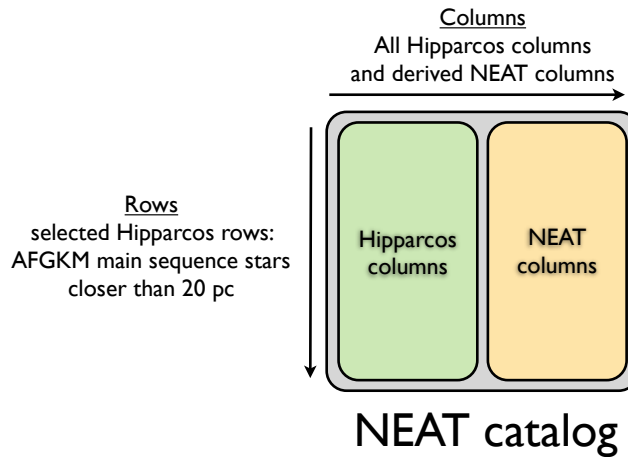 Columns
All Hipparcos columns
and derived NEAT columns
Rows
selected Hipparcos rows:
AFGKM main sequence stars
closer than 20 pc
Hipparcos
columns
NEAT
columns
NEAT catalog